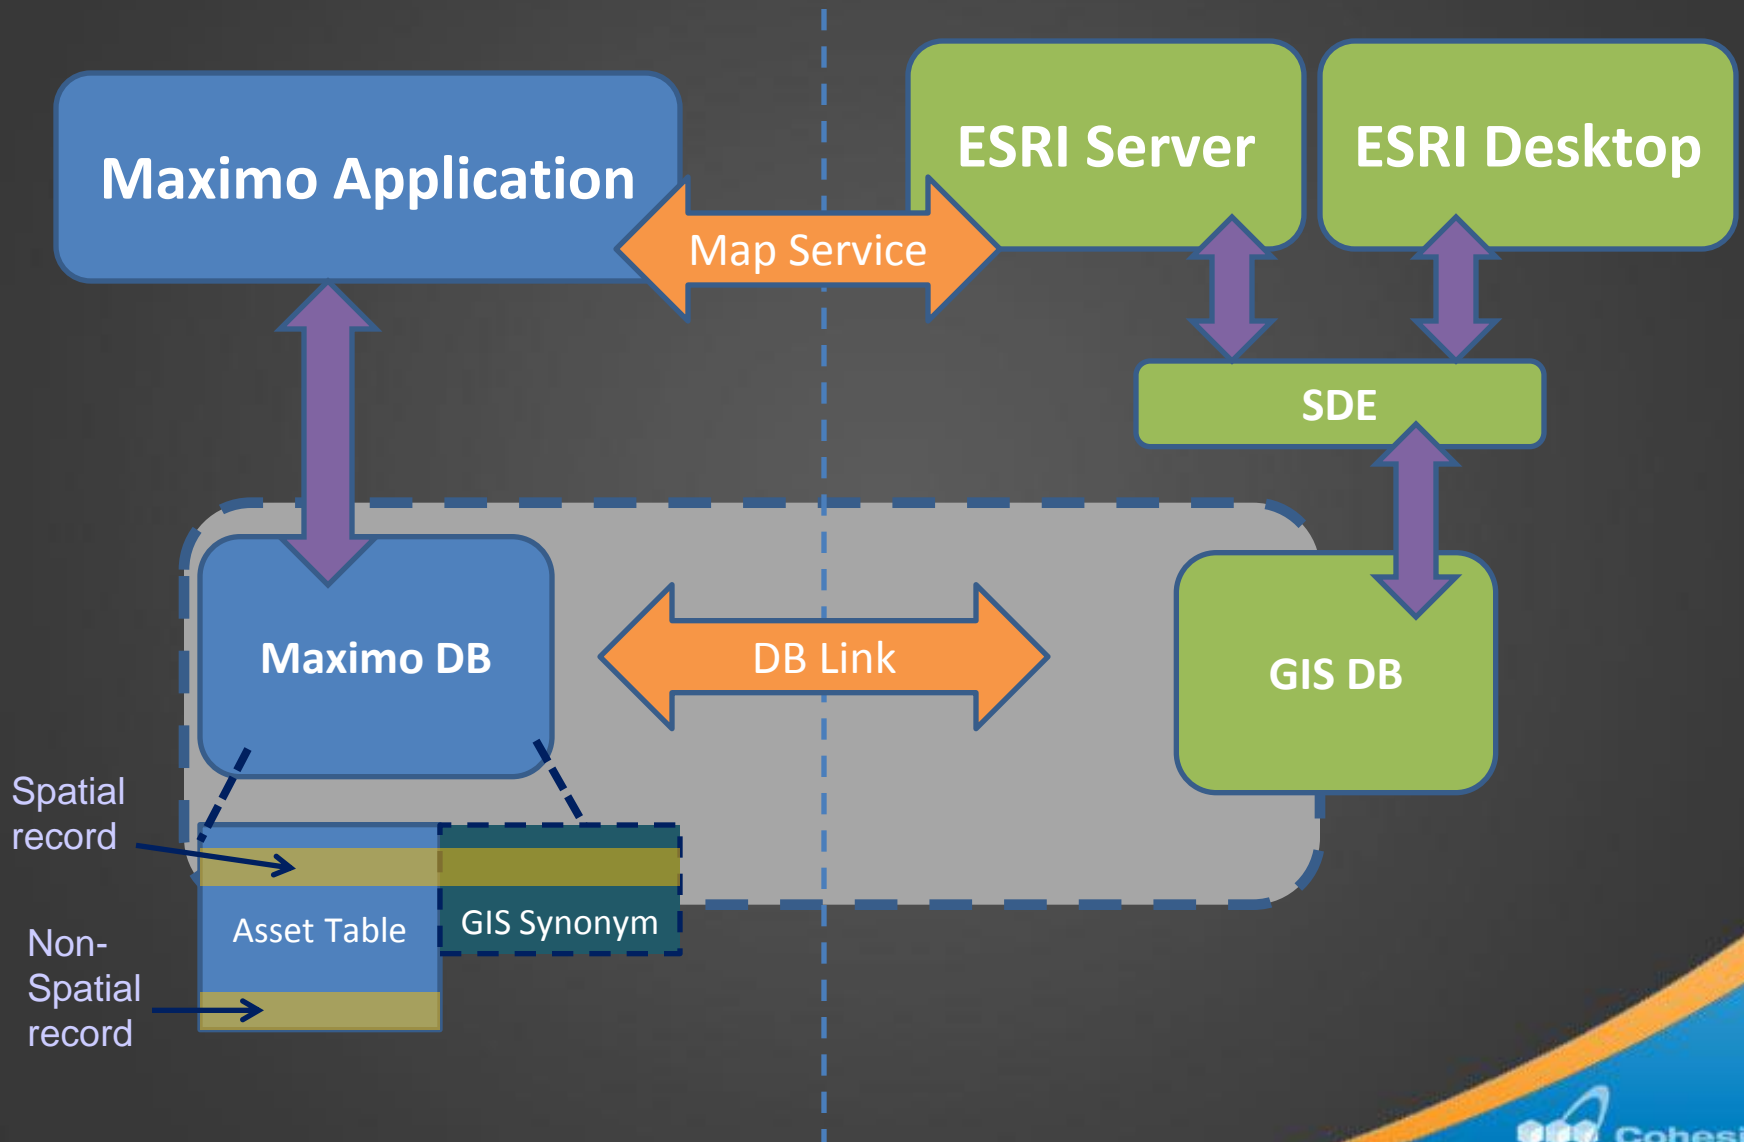 Maximo Application
ESRI Server
ESRI Desktop
Map Service
SDE
Maximo DB
DB Link
GIS DB
Spatial
record
Asset Table
GIS Synonym
Non-
Spatial
record